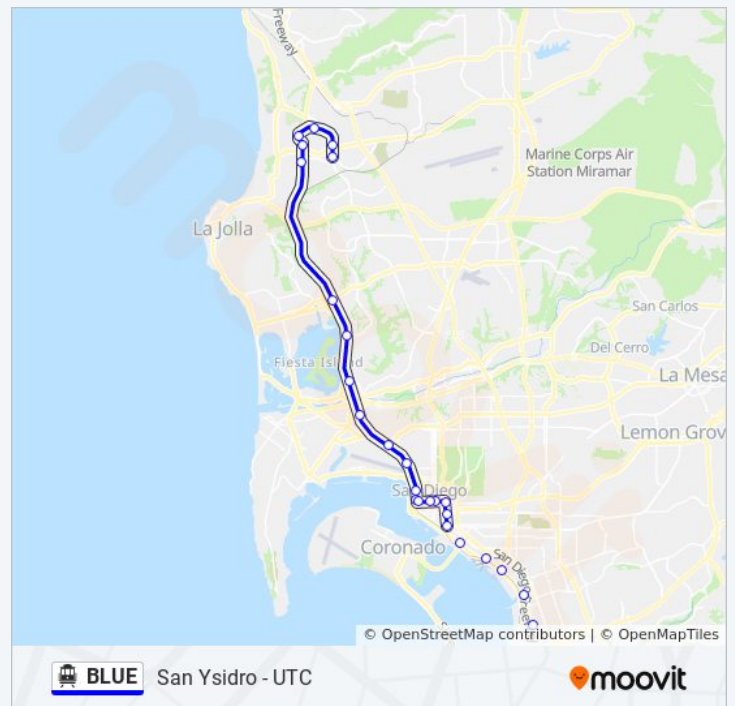 Freeway
Marine Corps Air
Station Miramar
La Jolla
San Carlos
Del Cerro
Fiesta Island
La Mesa
Lemon Grov
San Diego
Coronado
San Diego
Free
© OpenStreetMap contributors | © OpenMapTiles
BLUE San Ysidro - UTC
moovit